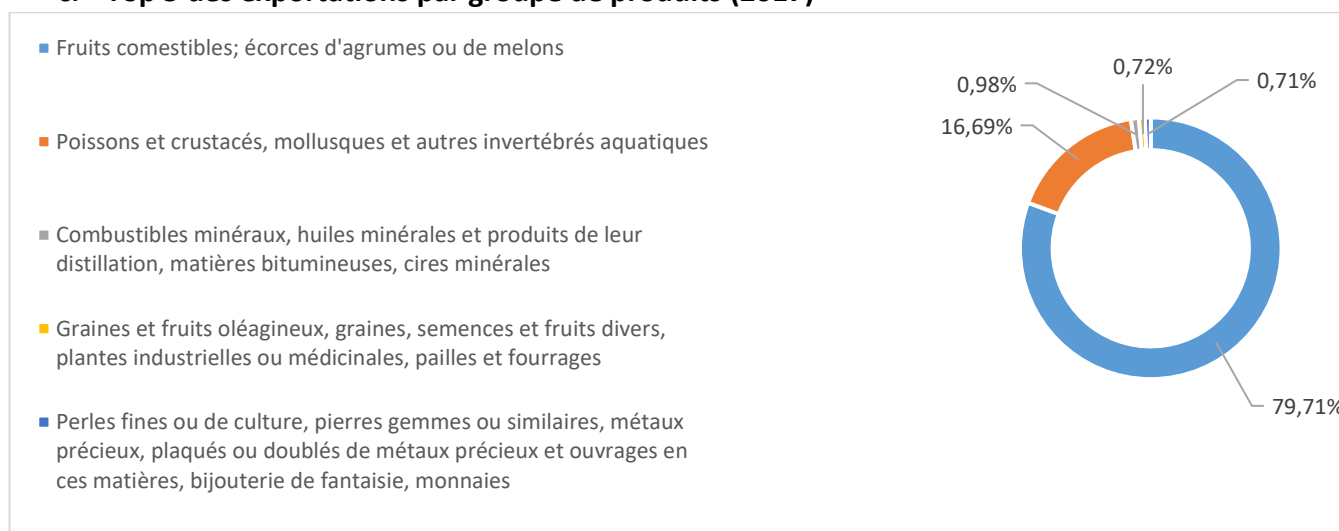 Fruits comestibles; écorces d'agrumes ou de melons
Poissons et crustacés, mollusques et autres invertébrés aquatiques
Combustibles minéraux, huiles minérales et produits de leur
distillation, matières bitumineuses, cires minérales
Graines et fruits oléagineux, graines, semences et fruits divers,
plantes industrielles ou médicinales, pailles et fourrages
Perles fines ou de culture, pierres gemmes ou similaires, métaux
précieux, plaqués ou doublés de métaux précieux et ouvrages en
ces matières, bijouterie de fantaisie, monnaies
0,72%
0,98%
0,71%
16,69%
79,71%